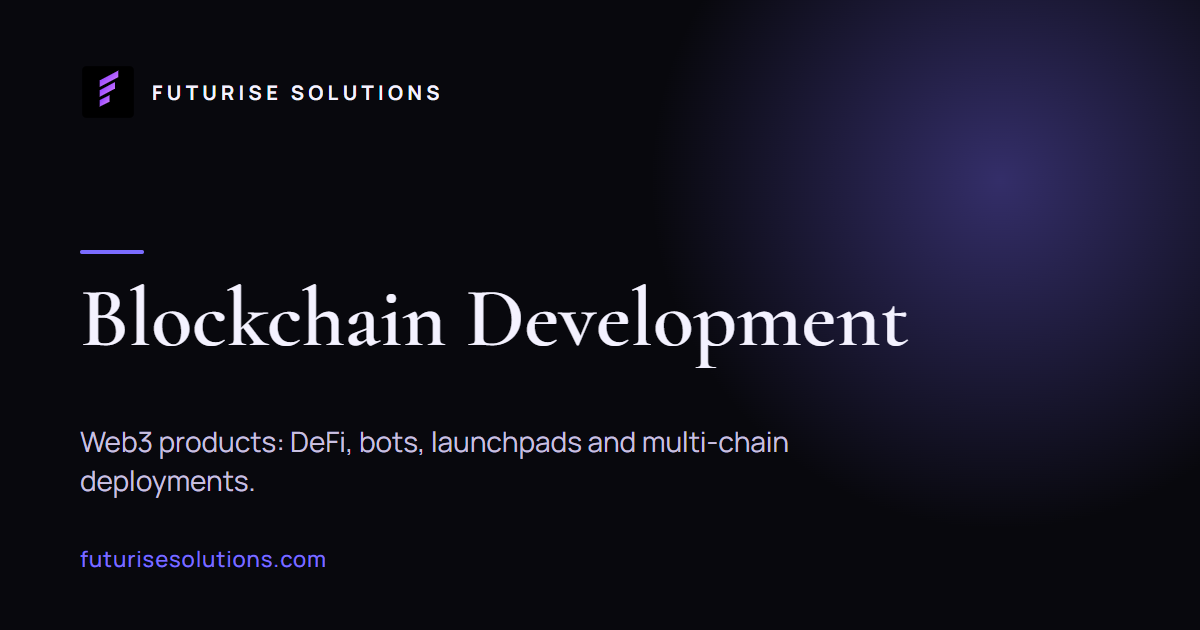 FUTURISE SOLUTIONS
Blockchain Development
Web3 products: DeFi, bots, launchpads and multi-chain
deployments.
futurisesolutions.com